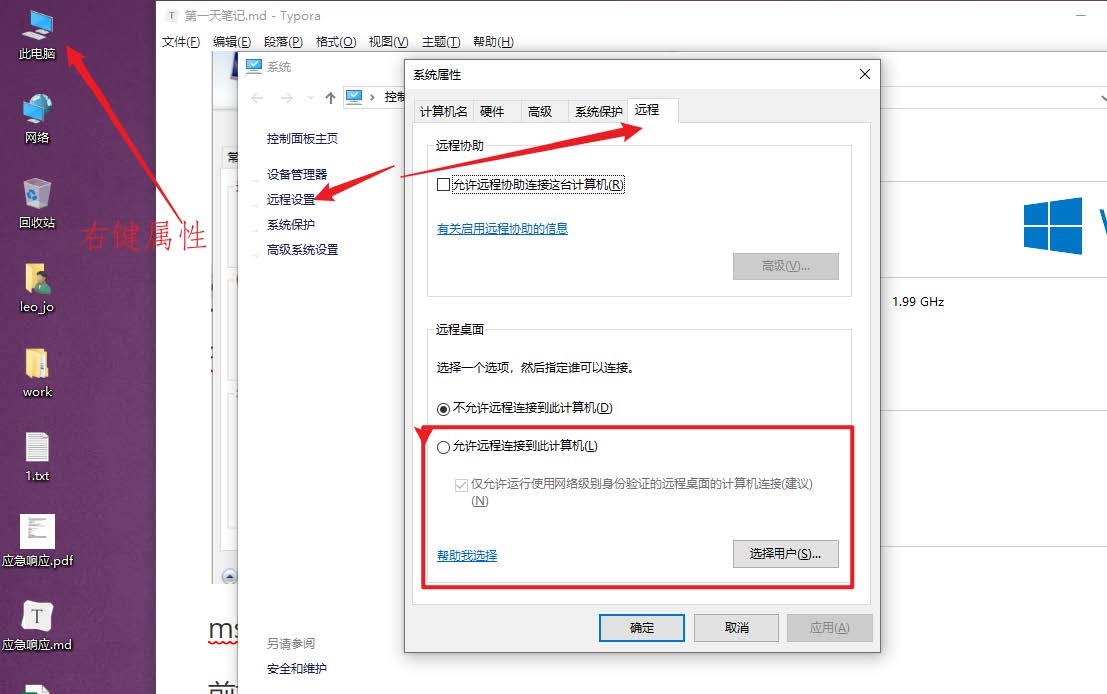 此电脑
网络
回收站
leo_jo
work
1.txt
应急响应.pdf
应急响应.md
右键属性
T 第一天笔记.md - Typora
文件(F) 编辑(E) 段落(P) 格式(O) 视图(V) 主题(T) 帮助(H)
系统
控制
控制面板主页
设备管理器
远程设置
系统保护
高级系统设置
另请参阅
安全和维护
系统属性
计算机名 硬件 高级 系统保护 远程
远程协助
允许远程协助连接这台计算机(R)
有关启用远程协助的信息
高级(V)...
远程桌面
选择一个选项，然后指定谁可以连接。
不允许远程连接到此计算机(D)
允许远程连接到此计算机(L)
仅允许运行使用网络级别身份验证的远程桌面的计算机连接(建议)
(N)
帮助我选择
选择用户(S)...
确定 取消 应用(A)
1.99 GHz